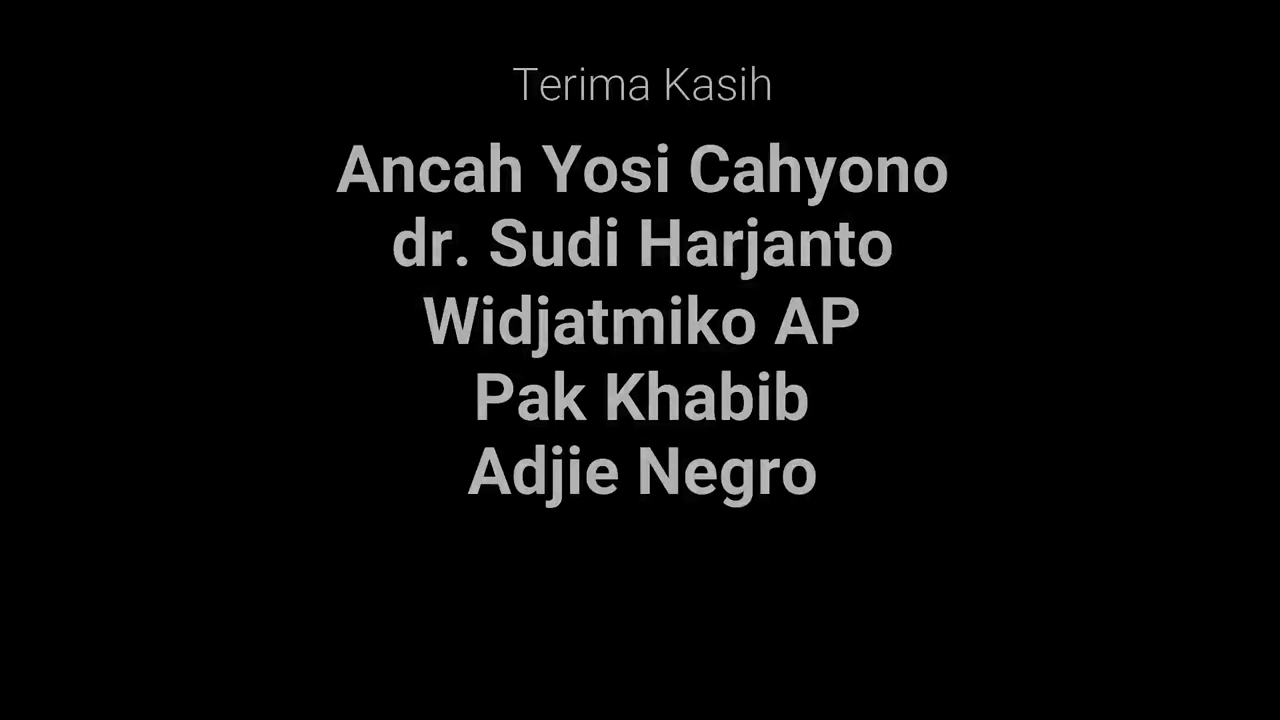 Terima Kasih
Ancah Yosi Cahyono
dr. Sudi Harjanto
Widjatmiko AP
Pak Khabib
Adjie Negro